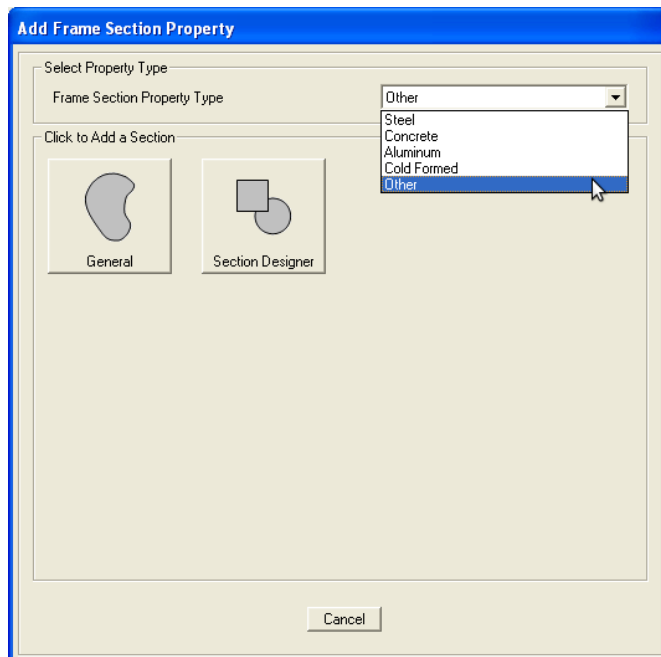 Add Frame Section Property
Select Property Type
Frame Section Property Type
Other
Steel
Concrete
Aluminum
Cold Formed
Other
Click to Add a Section
General
Section Designer
Cancel